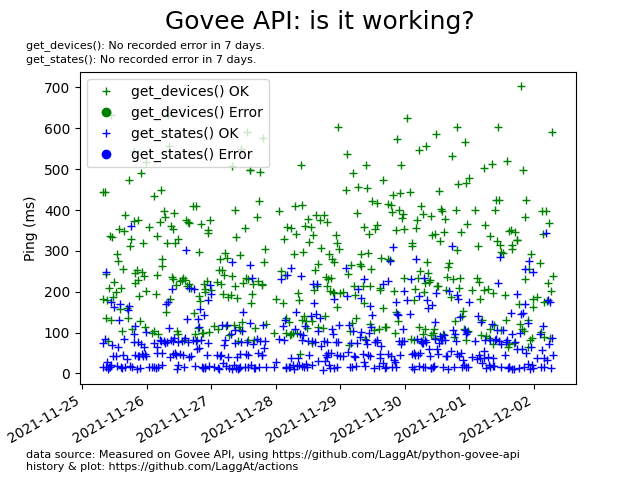 Govee API: is it working?
get_devices(): No recorded error in 7 days.
get_states(): No recorded error in 7 days.
get_devices() OK
get_devices() Error
get_states() OK
get_states() Error
Ping (ms)
700
600
500
400
300
200
100
0
2021-11-25
2021-11-26
2021-11-27
2021-11-28
2021-11-29
2021-11-30
2021-12-01
2021-12-02
data source: Measured on Govee API, using https://github.com/LaggAt/python-govee-api
history & plot: https://github.com/LaggAt/actions